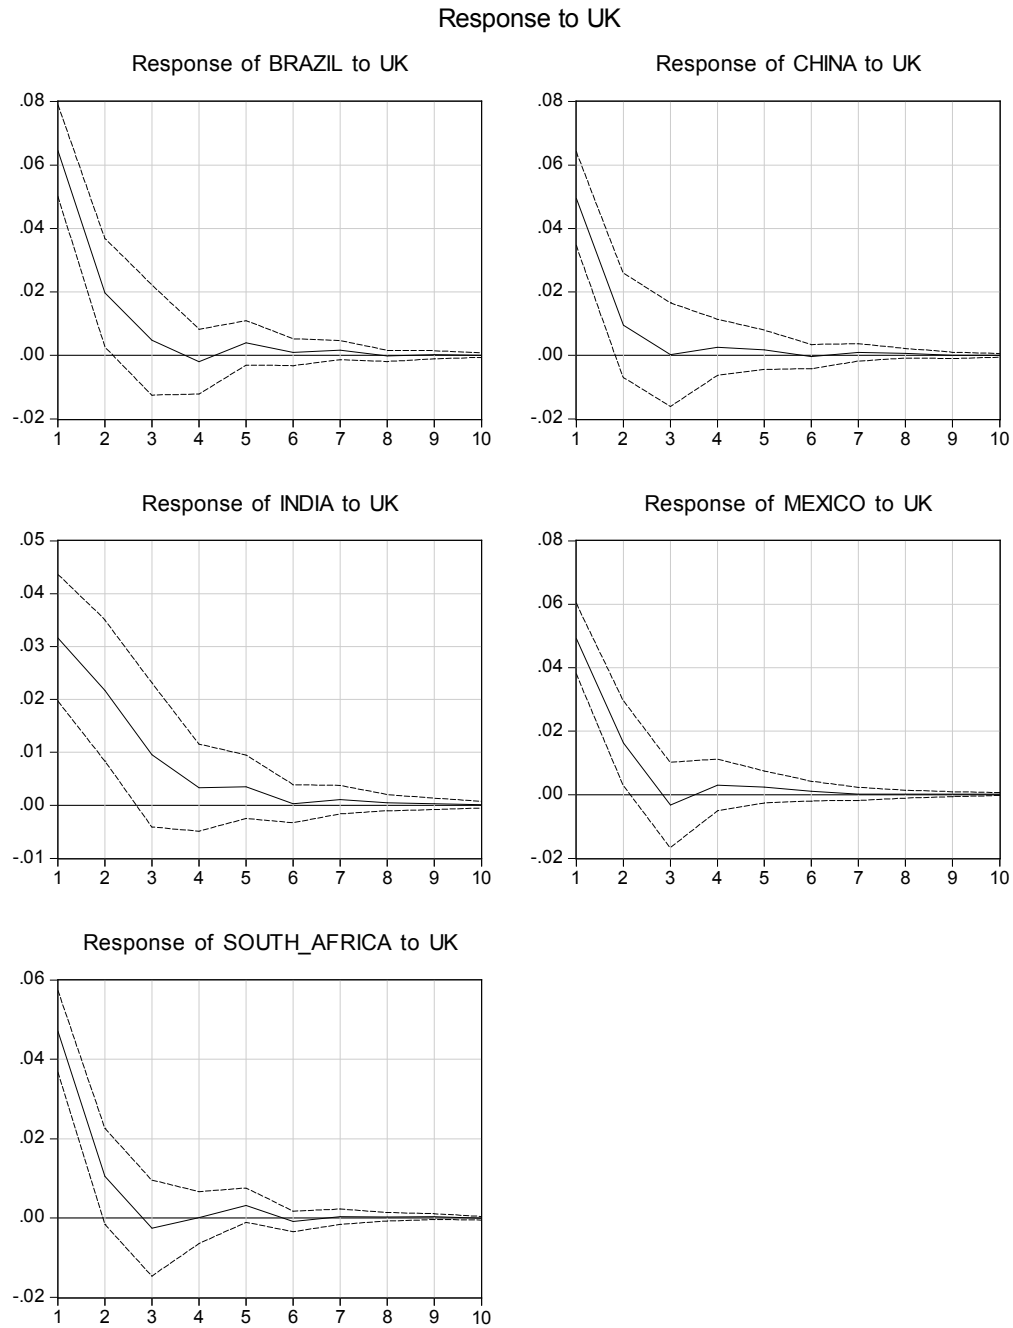 Response to UK
Response of BRAZIL to UK
.08
.06
.04
.02
.00
-.02
1 2 3 4 5 6 7 8 9 10
Response of CHINA to UK
.08
.06
.04
.02
.00
-.02
1 2 3 4 5 6 7 8 9 10
Response of INDIA to UK
.05
.04
.03
.02
.01
.00
-.01
1 2 3 4 5 6 7 8 9 10
Response of MEXICO to UK
.08
.06
.04
.02
.00
-.02
1 2 3 4 5 6 7 8 9 10
Response of SOUTH_AFRICA to UK
.06
.04
.02
.00
-.02
1 2 3 4 5 6 7 8 9 10